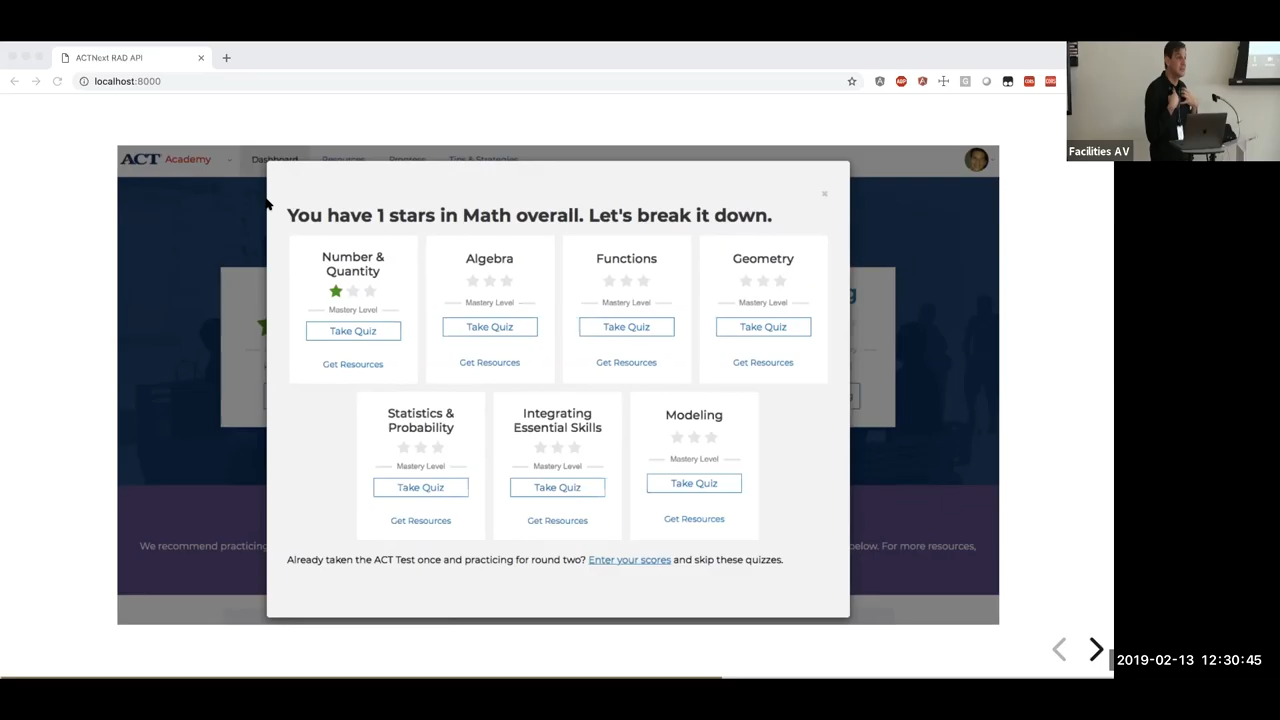 ACTNext RAD API
localhost:8000
Facilities AV
ACT Academy
Dashboard Resources Progress Tips & Strategies
You have 1 stars in Math overall. Let's break it down.
Number &
Quantity
Mastery Level
Take Quiz
Get Resources
Algebra
Mastery Level
Take Quiz
Get Resources
Functions
Mastery Level
Take Quiz
Get Resources
Geometry
Mastery Level
Take Quiz
Get Resources
Statistics &
Probability
Mastery Level
Take Quiz
Get Resources
Integrating
Essential Skills
Mastery Level
Take Quiz
Get Resources
Modeling
Mastery Level
Take Quiz
Get Resources
We recommend practicing
below. For more resources,
Already taken the ACT Test once and practicing for round two? Enter your scores and skip these quizzes.
2019-02-13 12:30:45